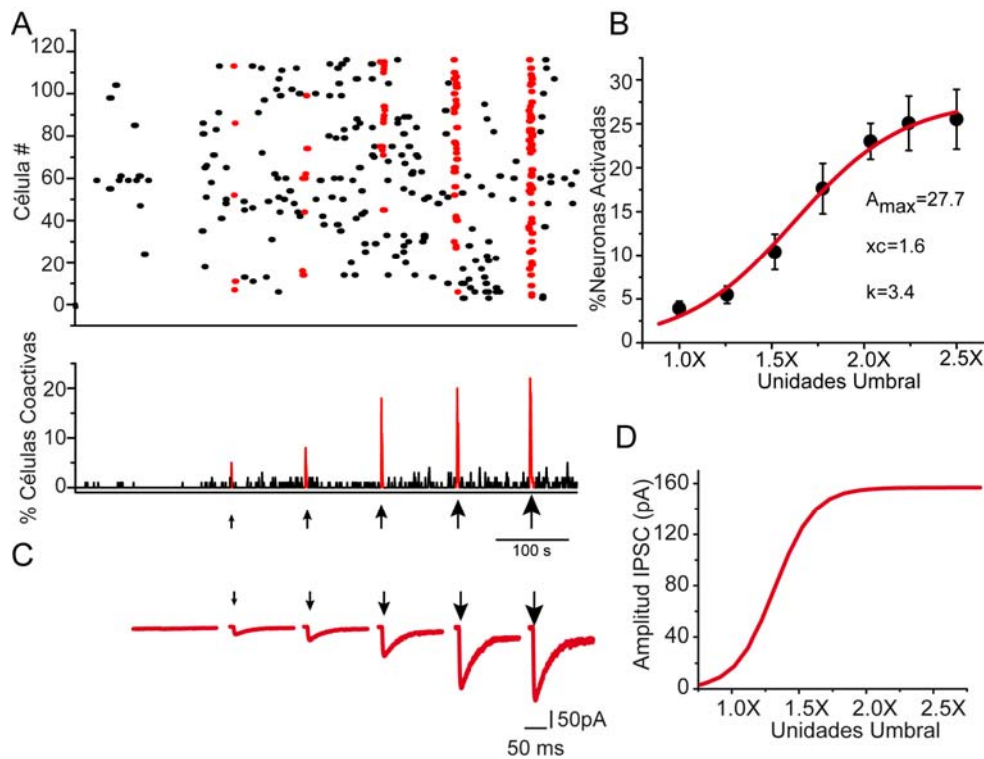 A
120
100
80
60
40
20
0
Célula #
20
10
0
% Células Coactivas
100 s
B
30
25
20
15
10
5
0
%Neuronas Activadas
Amax=27.7
xc=1.6
k=3.4
1.0X 1.5X 2.0X 2.5X
Unidades Umbral
C
50pA
50 ms
D
160
120
80
40
0
Amplitud IPSC (pA)
1.0X 1.5X 2.0X 2.5X
Unidades Umbral